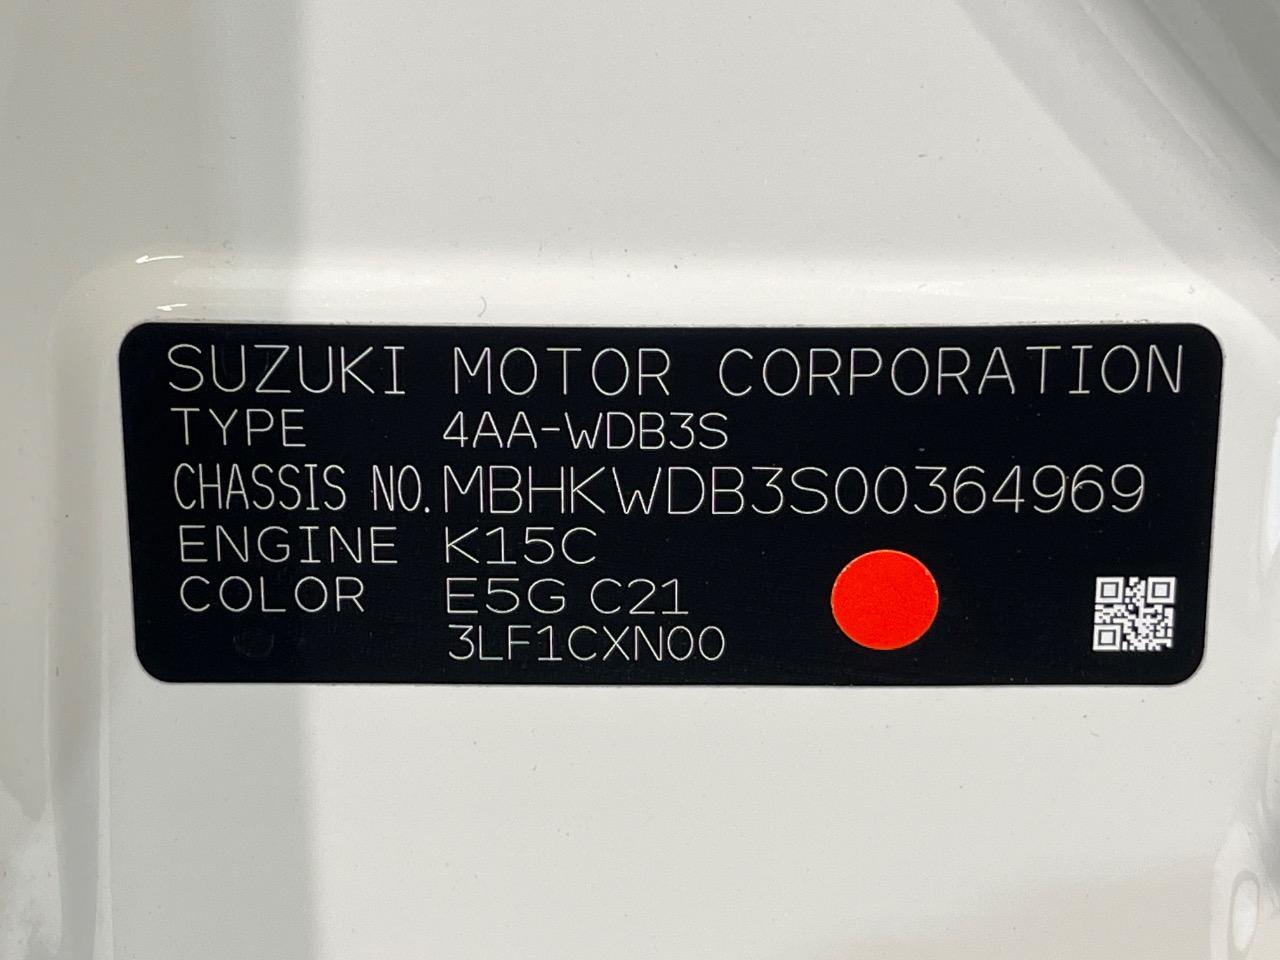 SUZUKI MOTOR CORPORATION
TYPE 4AA-WDB3S
CHASSIS NO. MBHKWDB3S00364969
ENGINE K15C
COLOR E5G C21
3LF1CXN00